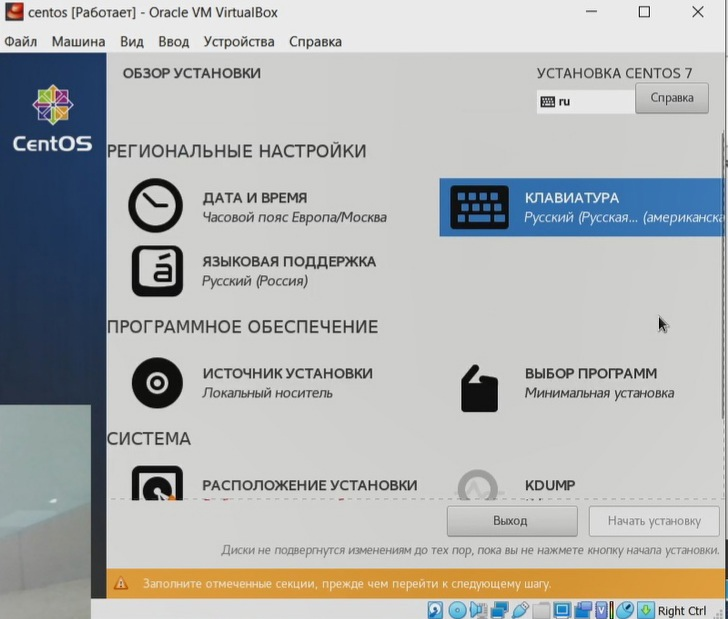 centos [Работает] - Oracle VM VirtualBox
Файл Машина Вид Ввод Устройства Справка
CentOS
ОБЗОР УСТАНОВКИ
УСТАНОВКА CENTOS 7
ru
Справка
РЕГИОНАЛЬНЫЕ НАСТРОЙКИ
ДАТА И ВРЕМЯ
Часовой пояс Европа/Москва
КЛАВИАТУРА
Русский (Русская... (американска
ЯЗЫКОВАЯ ПОДДЕРЖКА
Русский (Россия)
ПРОГРАММНОЕ ОБЕСПЕЧЕНИЕ
ИСТОЧНИК УСТАНОВКИ
Локальный носитель
ВЫБОР ПРОГРАММ
Минимальная установка
СИСТЕМА
РАСПОЛОЖЕНИЕ УСТАНОВКИ
KDUMP
Выход
Начать установку
Диски не подвергнутся изменениям до тех пор, пока вы не нажмете кнопку начала установки.
Заполните отмеченные секции, прежде чем перейти к следующему шагу.
Right Ctrl